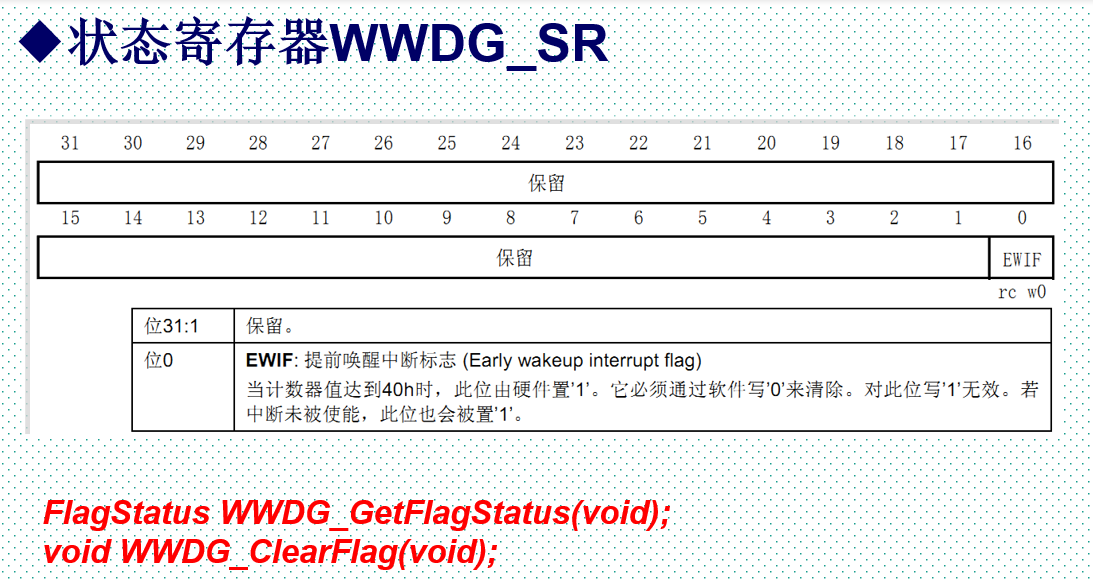 ◆状态寄存器WWDG_SR
31 30 29 28 27 26 25 24 23 22 21 20 19 18 17 16
保留
15 14 13 12 11 10 9 8 7 6 5 4 3 2 1 0
保留 EWIF
rc w0
位31:1 保留。
位0 EWIF: 提前唤醒中断标志 (Early wakeup interrupt flag)
当计数器值达到40h时，此位由硬件置’1’。它必须通过软件写’0’来清除。对此位写’1’无效。若
中断未被使能，此位也会被置’1’。
FlagStatus WWDG_GetFlagStatus(void);
void WWDG_ClearFlag(void);